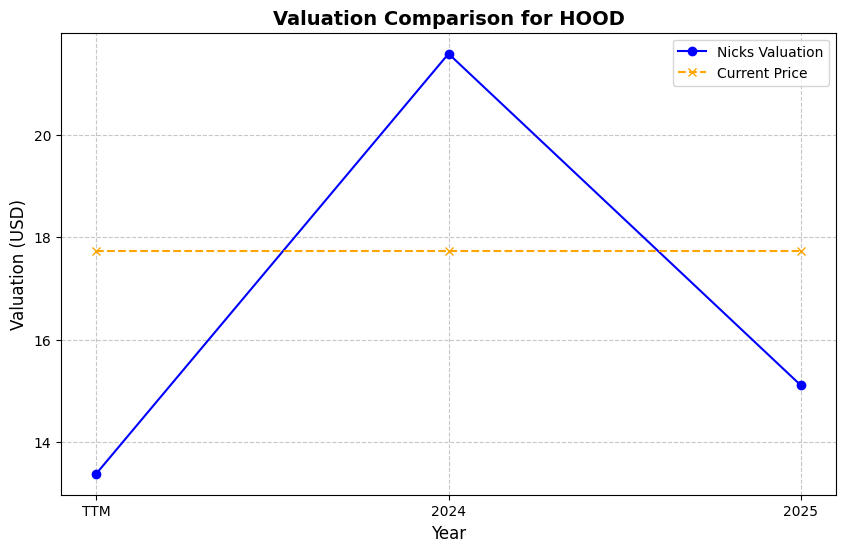 Valuation Comparison for HOOD
Nicks Valuation
Current Price
Valuation (USD)
20
18
16
14
TTM
2024
2025
Year